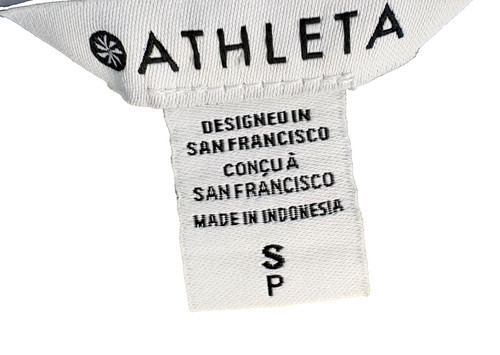 ATHLETA
DESIGNED IN
SAN FRANCISCO
CONÇU À
SAN FRANCISCO
MADE IN INDONESIA
S
P